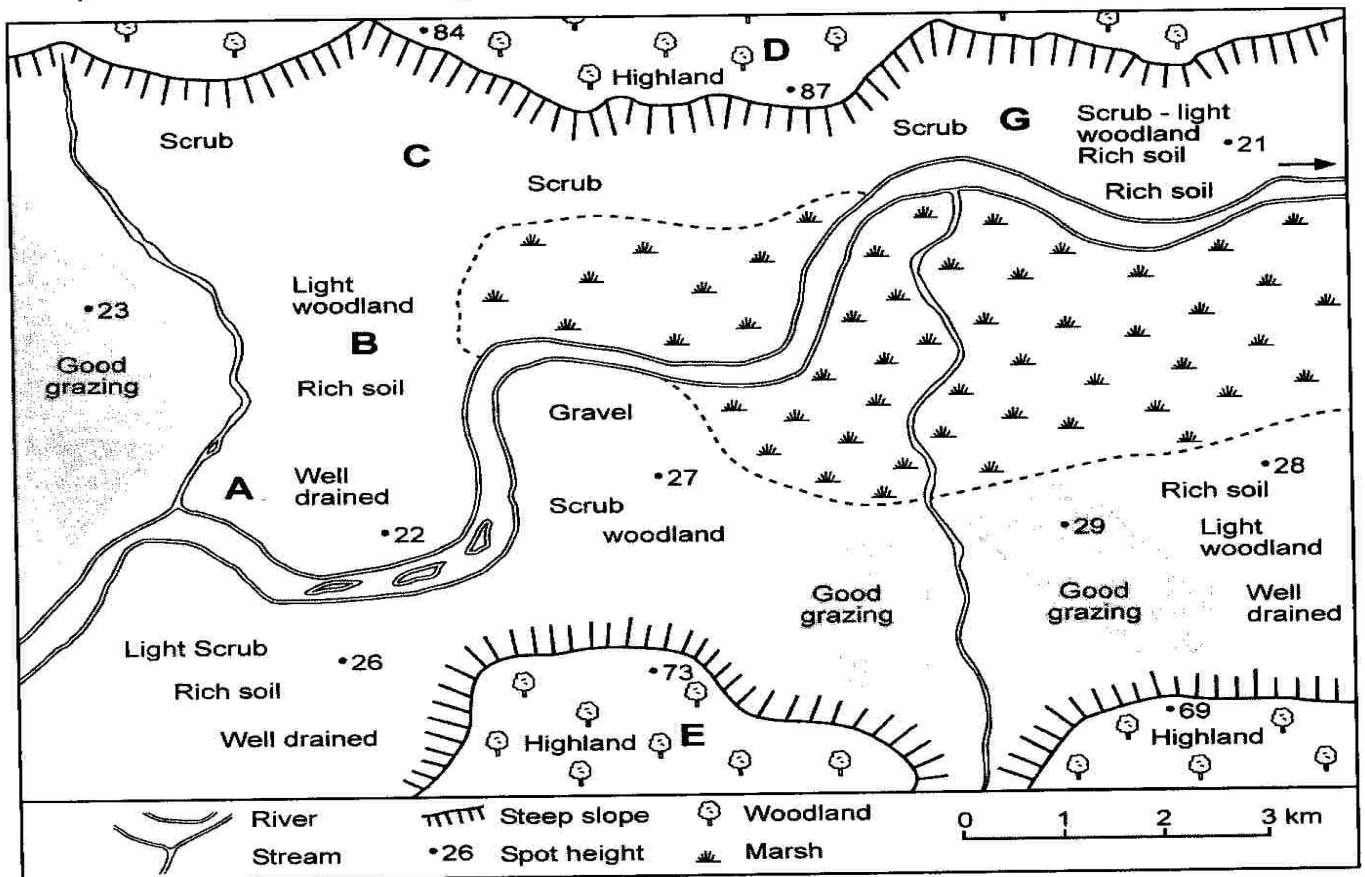 84
D
Highland
87
Scrub
C
Scrub
Scrub
G
Scrub - light
woodland
Rich soil
21
Rich soil
23
Good
grazing
Light
woodland
B
Rich soil
A
Well
drained
22
Gravel
27
Scrub
woodland
28
Rich soil
29
Light
woodland
Good
grazing
Good
grazing
Well
drained
Light Scrub
26
Rich soil
Well drained
73
Highland
E
69
Highland
River
Steep slope
Woodland
0 1 2 3 km
Stream
26
Spot height
Marsh